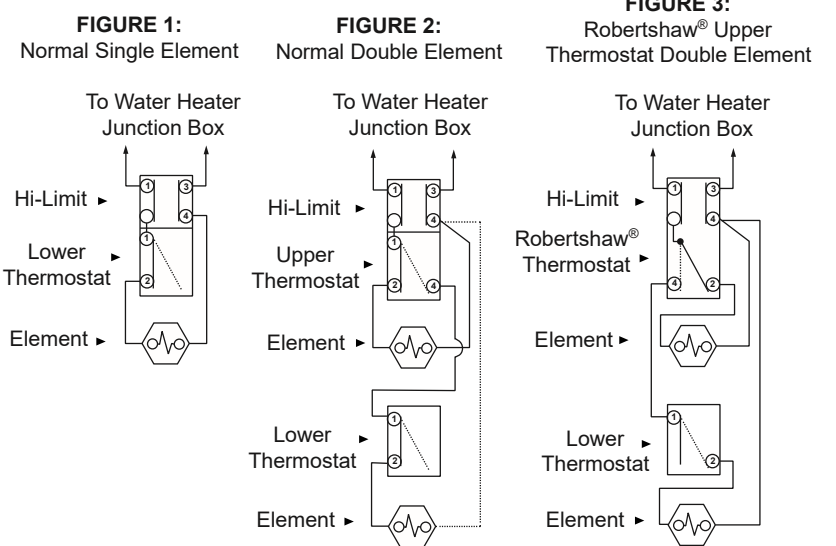 FIGURE 1:
Normal Single Element
To Water Heater
Junction Box
1
3
Hi-Limit ►
4
1
Lower
Thermostat ►
2
Element ►
FIGURE 2:
Normal Double Element
To Water Heater
Junction Box
1
3
Hi-Limit ►
4
1
Upper
Thermostat ►
2
4
Element ►
1
Lower
Thermostat ►
2
Element ►
FIGURE 3:
Robertshaw® Upper
Thermostat Double Element
To Water Heater
Junction Box
1
3
Hi-Limit ►
4
Robertshaw®
Thermostat ►
4
2
Element ►
1
Lower
Thermostat ►
2
Element ►